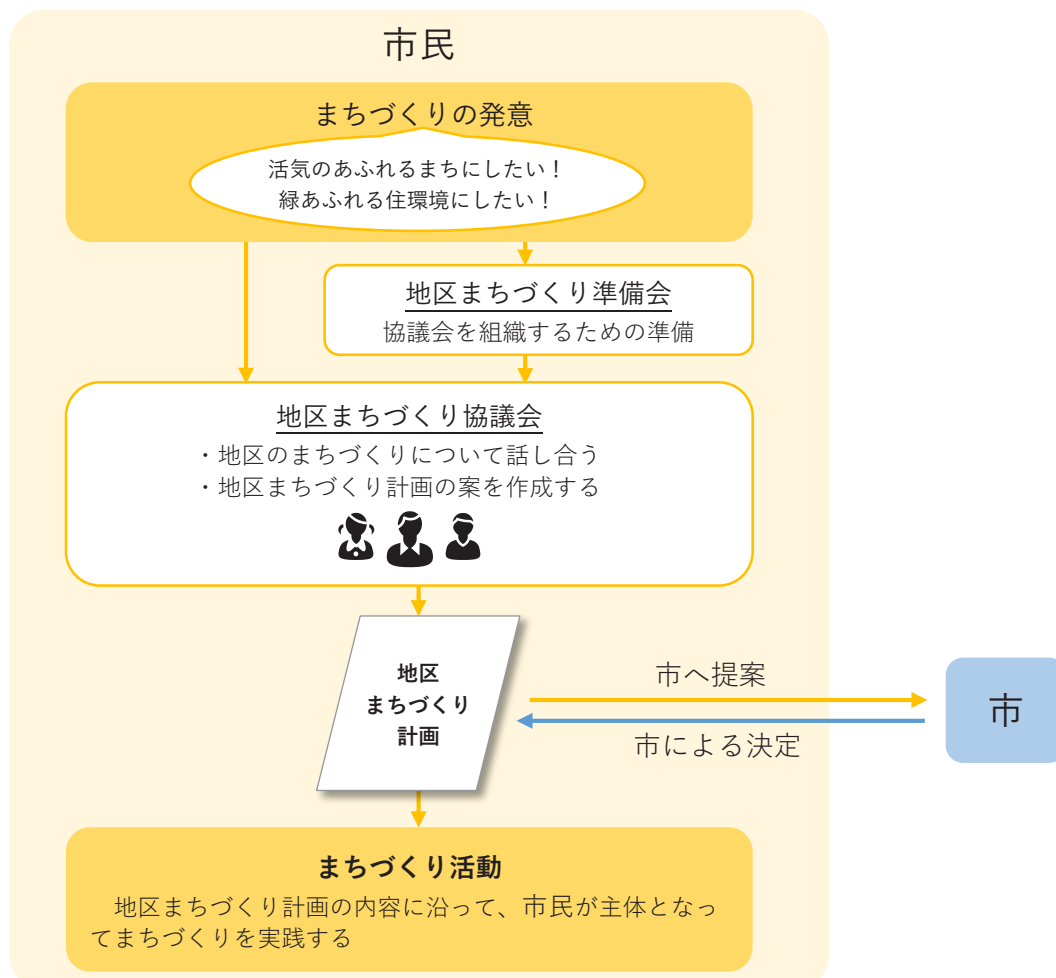 市民
まちづくりの発意
活気のあふれるまちにしたい！
緑あふれる住環境にしたい！
地区まちづくり準備会
協議会を組織するための準備
地区まちづくり協議会
・地区のまちづくりについて話し合う
・地区まちづくり計画の案を作成する
地区
まちづくり
計画
市へ提案
市による決定
市
まちづくり活動
地区まちづくり計画の内容に沿って、市民が主体となっ
てまちづくりを実践する